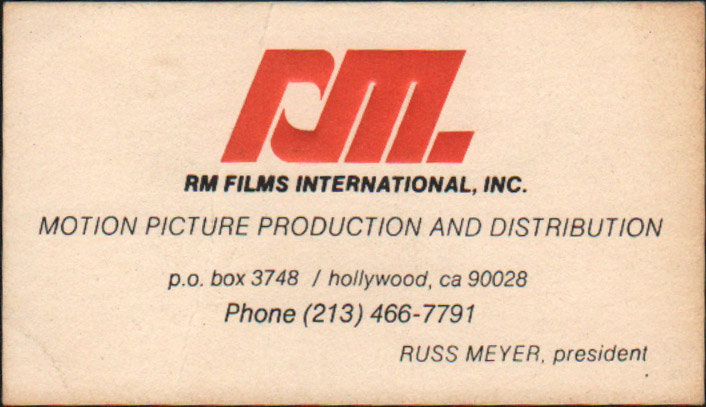 RM.
RM FILMS INTERNATIONAL, INC.
MOTION PICTURE PRODUCTION AND DISTRIBUTION
p.o. box 3748 / hollywood, ca 90028
Phone (213) 466-7791
RUSS MEYER, president